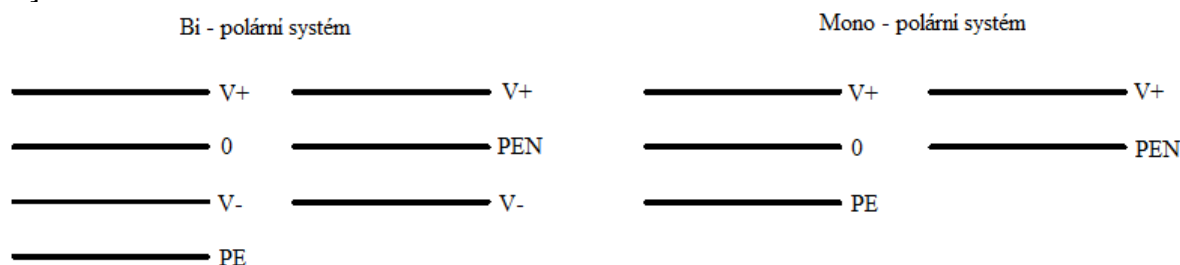 ]
Bi - polární systém
Mono - polární systém
V+ V+ V+ V+
0 PEN 0 PEN
V- V- PE
PE